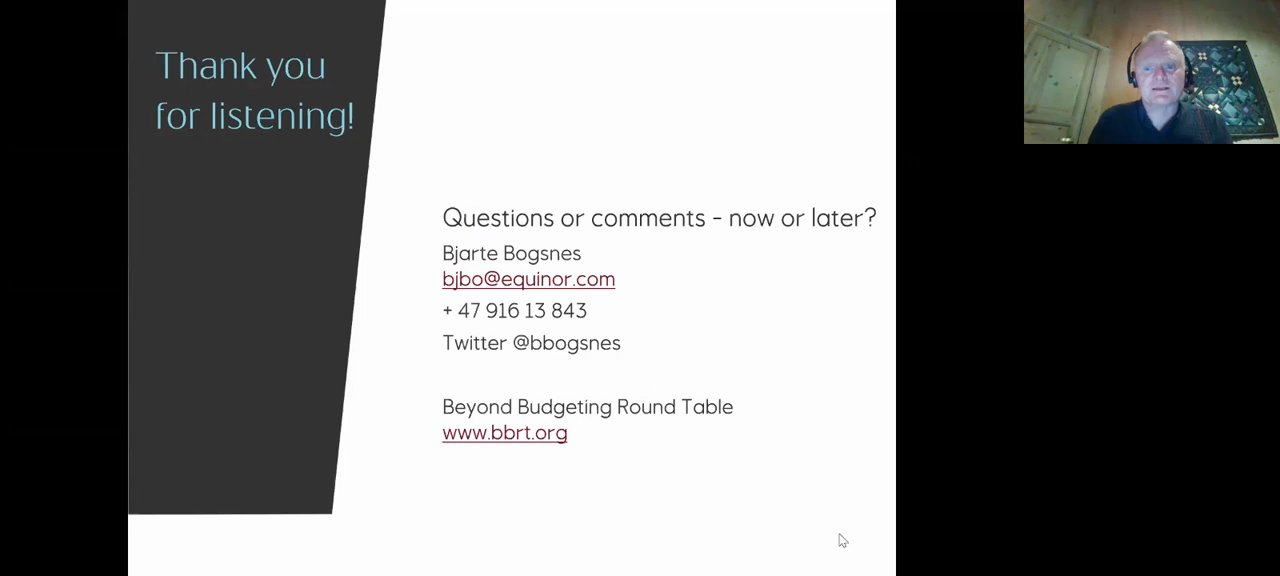 Thank you
for listening!
Questions or comments - now or later?
Bjarte Bogsnes
bjbo@equinor.com
+ 47 916 13 843
Twitter @bbogsnes
Beyond Budgeting Round Table
www.bbrt.org